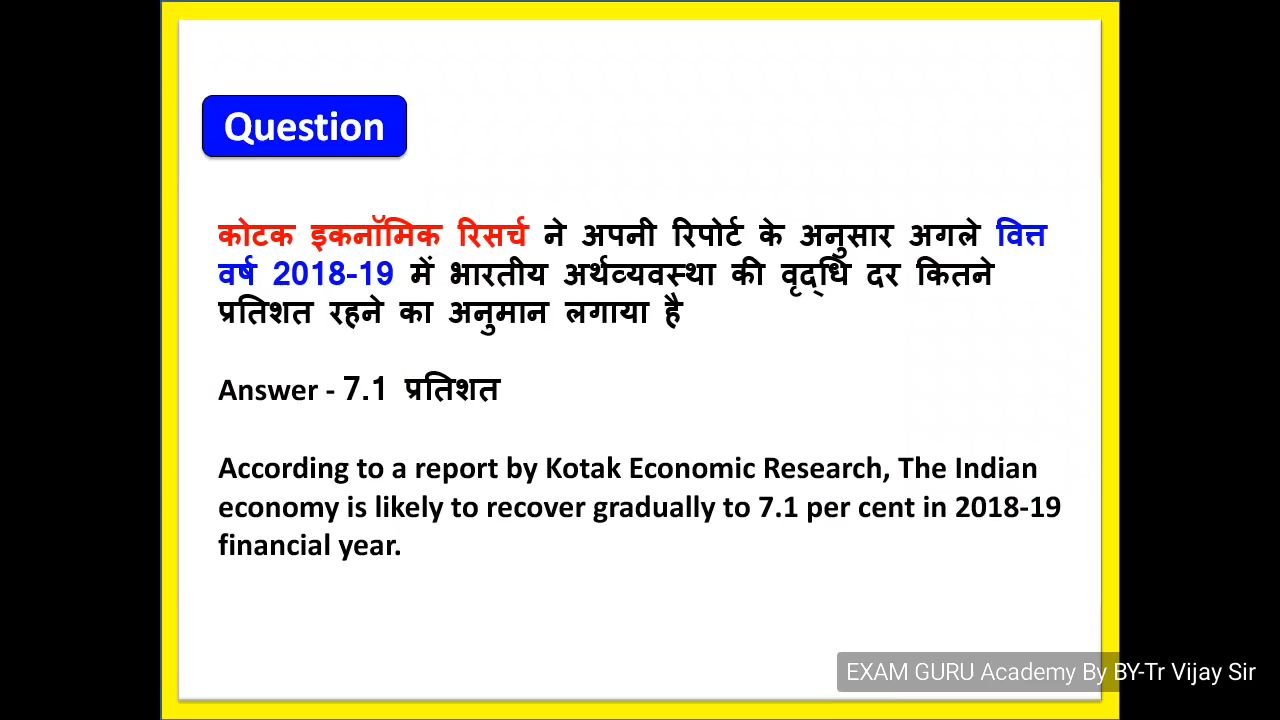 Question
कोटक इकनॉमिक रिसर्च ने अपनी रिपोर्ट के अनुसार अगले वित्त
वर्ष 2018-19 में भारतीय अर्थव्यवस्था की वृद्धि दर कितने
प्रतिशत रहने का अनुमान लगाया है
Answer - 7.1 प्रतिशत
According to a report by Kotak Economic Research, The Indian
economy is likely to recover gradually to 7.1 per cent in 2018-19
financial year.
EXAM GURU Academy By BY-Tr Vijay Sir